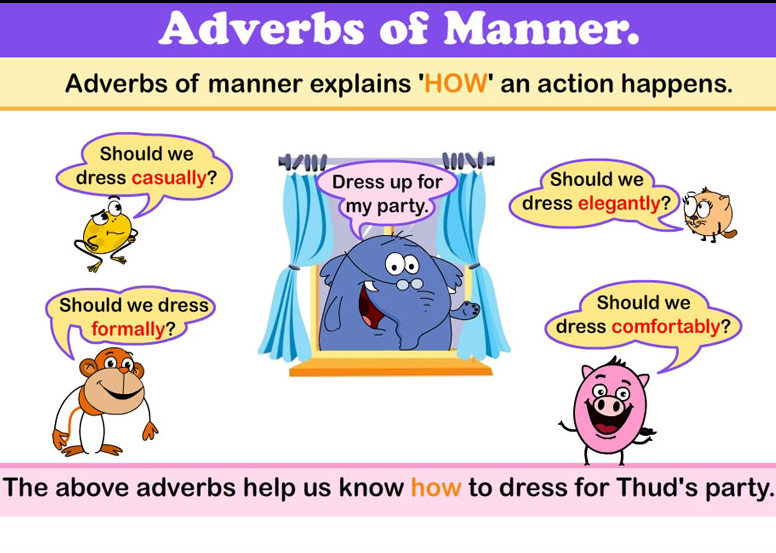 Adverbs of Manner.
Adverbs of manner explains 'HOW' an action happens.
Should we
dress casually?
Dress up for
my party.
Should we
dress elegantly?
Should we dress
formally?
Should we
dress comfortably?
The above adverbs help us know how to dress for Thud's party.